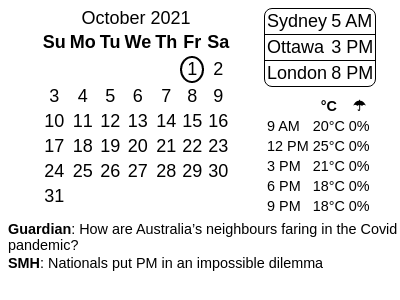 October 2021
Su Mo Tu We Th Fr Sa
1 2
3 4 5 6 7 8 9
10 11 12 13 14 15 16
17 18 19 20 21 22 23
24 25 26 27 28 29 30
31
Sydney 5 AM
Ottawa 3 PM
London 8 PM
°C ☂
9 AM 20°C 0%
12 PM 25°C 0%
3 PM 21°C 0%
6 PM 18°C 0%
9 PM 18°C 0%
Guardian: How are Australia's neighbours faring in the Covid
pandemic?
SMH: Nationals put PM in an impossible dilemma